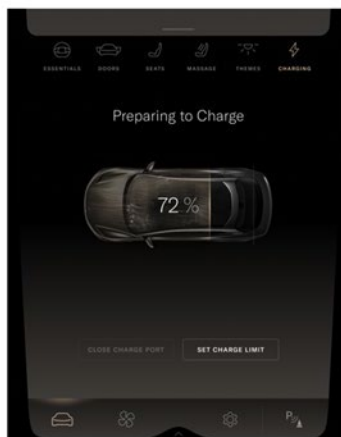 ESSENTIALS DOORS SEATS MASSAGE THEMES CHARGING
Preparing to Charge
72 %
CLOSE CHARGE PORT SET CHARGE LIMIT
P